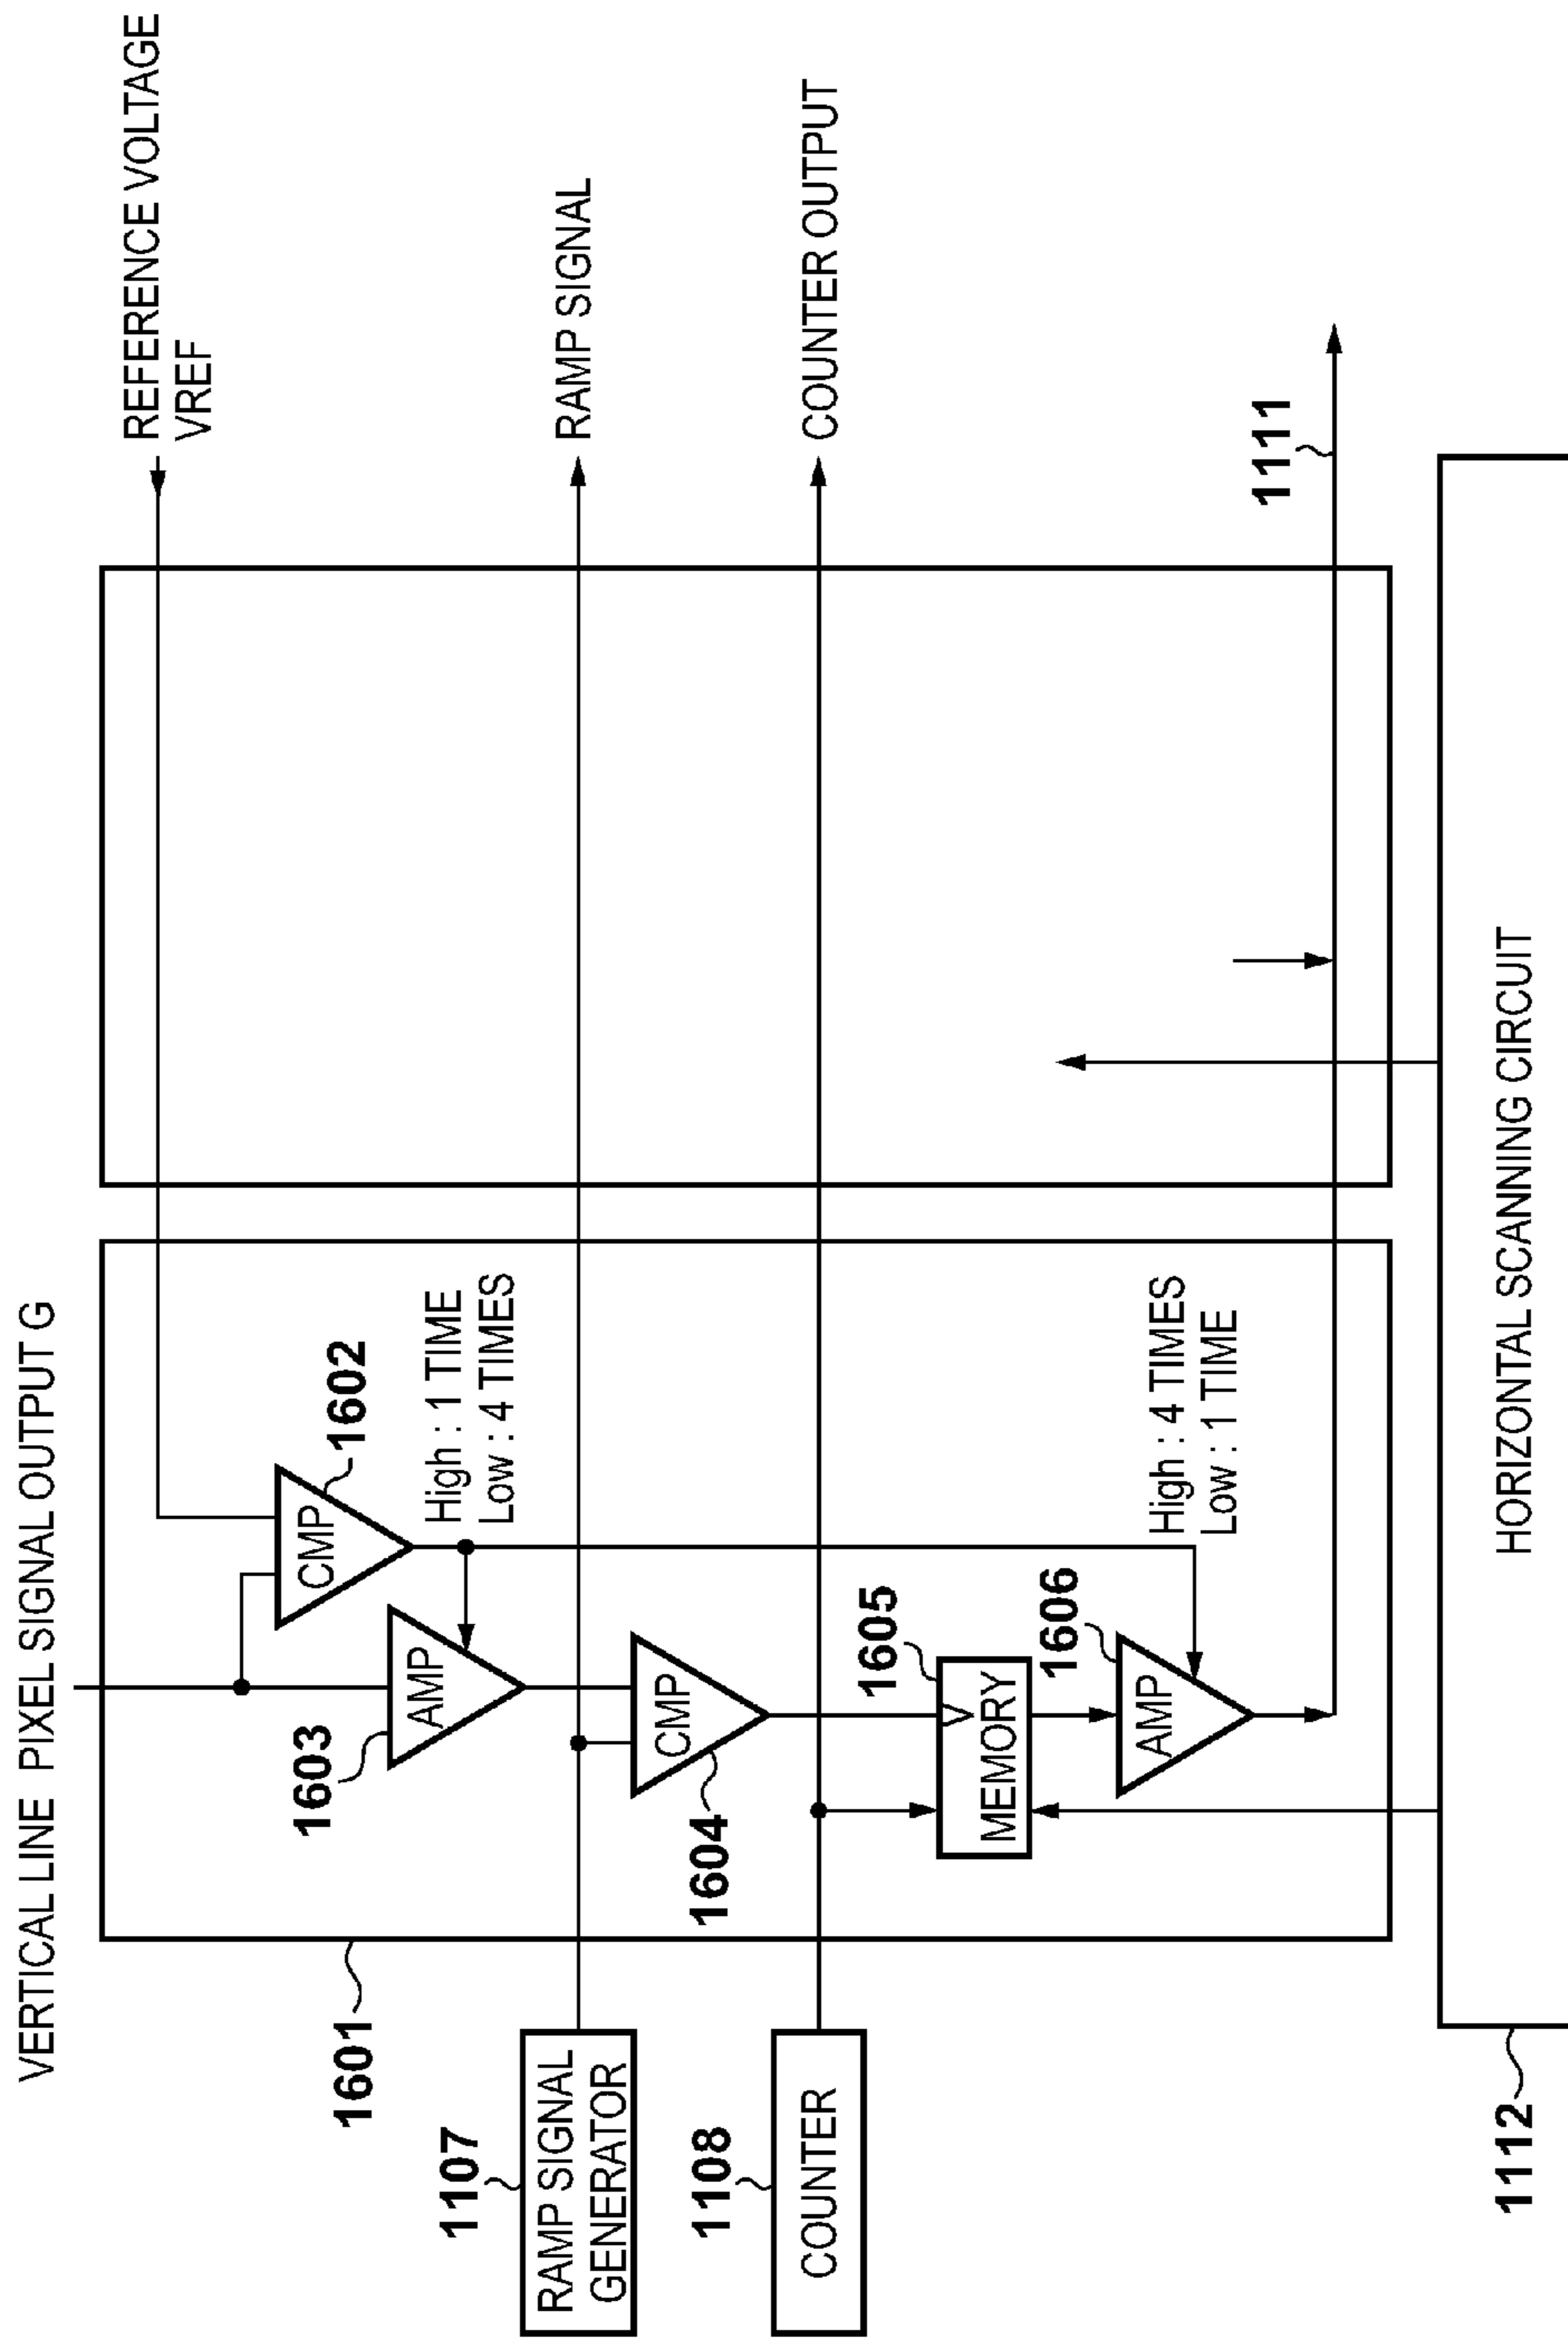 VERTICAL LINE PIXEL SIGNAL OUTPUT G
REFERENCE VOLTAGE
VREF
1601
CMP
1602
1603
AMP
High : 1 TIME
Low : 4 TIMES
1107
RAMP SIGNAL
GENERATOR
RAMP SIGNAL
CMP
1604
1108
COUNTER
COUNTER OUTPUT
1605
MEMORY
1606
AMP
High : 4 TIMES
Low : 1 TIME
1111
1112
HORIZONTAL SCANNING CIRCUIT